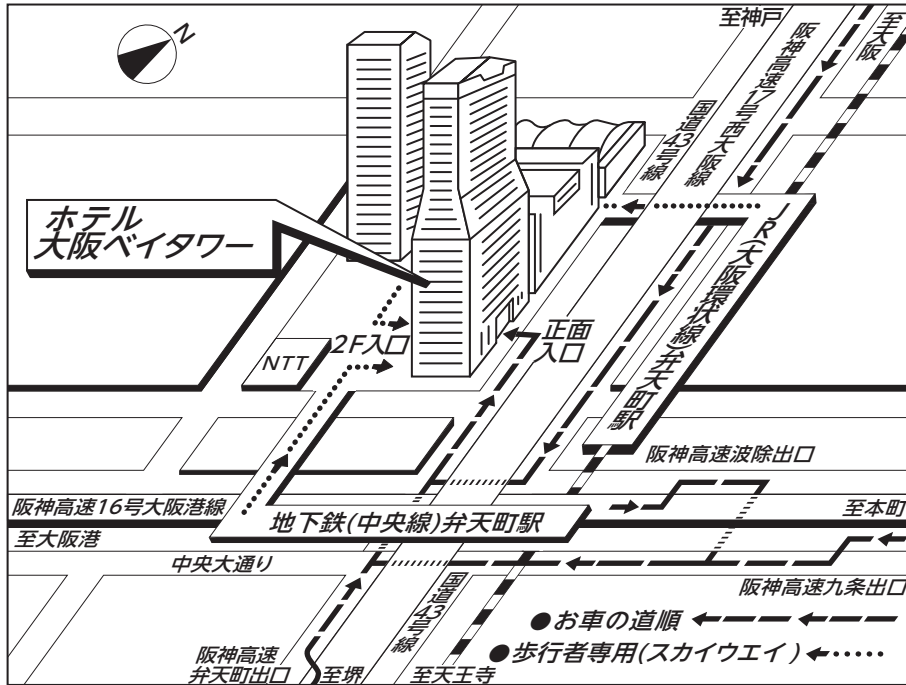 N
至神戸
阪神高速17号西大阪線
至大阪
国道43号線
ホテル
大阪ベイタワー
JR(大阪環状線)弁天町駅
正面
入口
2F入口
NTT
阪神高速波除出口
阪神高速16号大阪港線
地下鉄(中央線)弁天町駅
至本町
至大阪港
中央大通り
阪神高速九条出口
国道43号線
●お車の道順
阪神高速
弁天町出口
至堺
至天王寺
●歩行者専用(スカイウエイ)